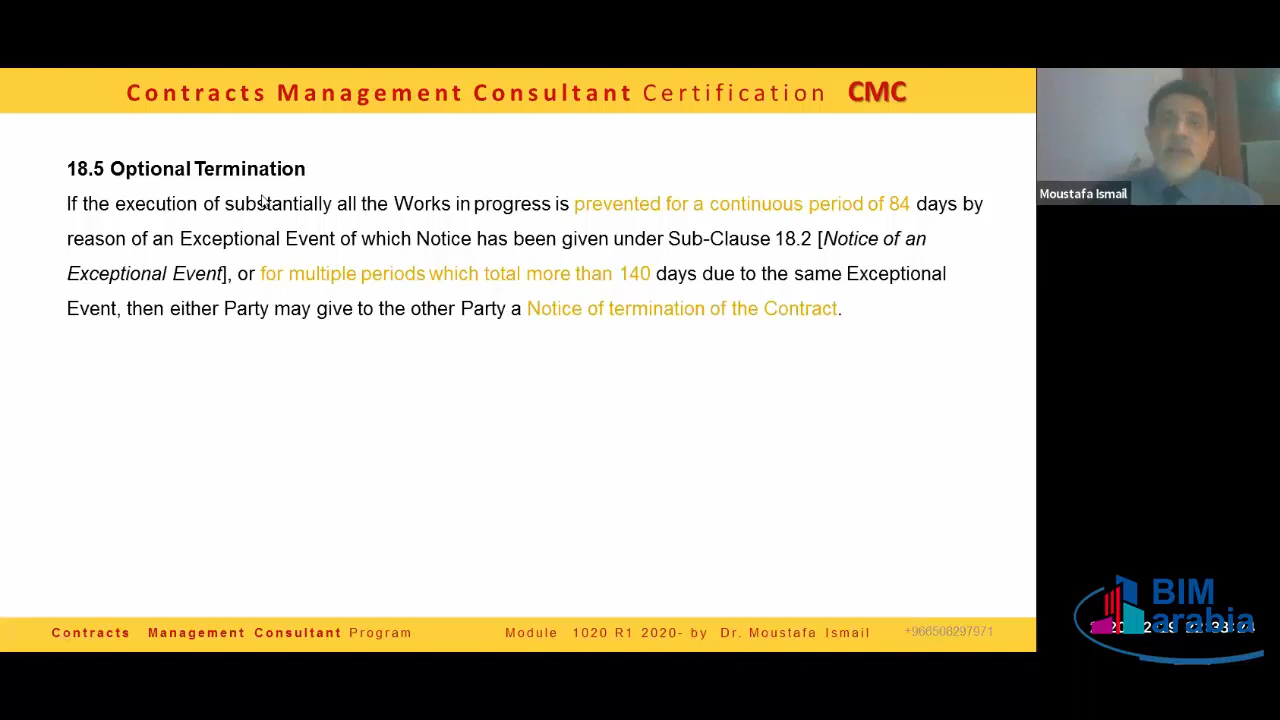 Contracts Management Consultant Certification CMC
18.5 Optional Termination
If the execution of substantially all the Works in progress is prevented for a continuous period of 84 days by
reason of an Exceptional Event of which Notice has been given under Sub-Clause 18.2 [Notice of an
Exceptional Event], or for multiple periods which total more than 140 days due to the same Exceptional
Event, then either Party may give to the other Party a Notice of termination of the Contract.
Moustafa Ismail
Contracts Management Consultant Program
Module 1020 R1 2020- by Dr. Moustafa Ismail
+966508297971
BIM
arabia